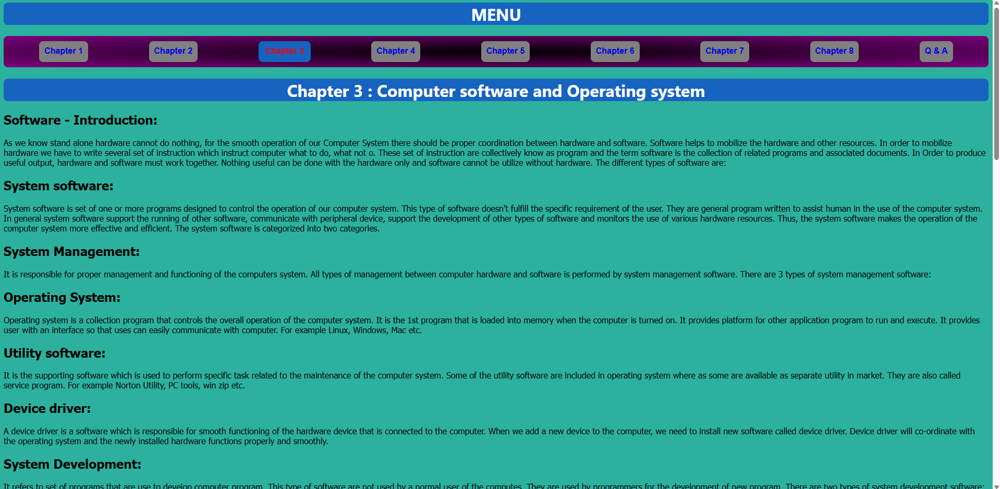 MENU
Chapter 1 Chapter 2 Chapter 3 Chapter 4 Chapter 5 Chapter 6 Chapter 7 Chapter 8 Q & A
Chapter 3 : Computer software and Operating system
Software - Introduction:
As we know stand alone hardware cannot do nothing, for the smooth operation of our Computer System there should be proper coordination between hardware and software. Software helps to mobilize the hardware and other resources. In order to mobilize
hardware we have to write several set of instruction which instruct computer what to do, what not o. These set of instruction are collectively know as program and the term software is the collection of related programs and associated documents. In Order to produce
useful output, hardware and software must work together. Nothing useful can be done with the hardware only and software cannot be utilize without hardware. The different types of software are:
System software:
System software is set of one or more programs designed to control the operation of our computer system. This type of software doesn't fulfill the specific requirement of the user. They are general program written to assist human in the use of the computer system.
In general system software support the running of other software, communicate with peripheral device, support the development of other types of software and monitors the use of various hardware resources. Thus, the system software makes the operation of the
computer system more effective and efficient. The system software is categorized into two categories.
System Management:
It is responsible for proper management and functioning of the computers system. All types of management between computer hardware and software is performed by system management software. There are 3 types of system management software:
Operating System:
Operating system is a collection program that controls the overall operation of the computer system. It is the 1st program that is loaded into memory when the computer is turned on. It provides platform for other application program to run and execute. It provides
user with an interface so that uses can easily communicate with computer. For example Linux, Windows, Mac etc.
Utility software:
It is the supporting software which is used to perform specific task related to the maintenance of the computer system. Some of the utility software are included in operating system where as some are available as separate utility in market. They are also called
service program. For example Norton Utility, PC tools, win zip etc.
Device driver:
A device driver is a software which is responsible for smooth functioning of the hardware device that is connected to the computer. When we add a new device to the computer, we need to install new software called device driver. Device driver will co-ordinate with
the operating system and the newly installed hardware functions properly and smoothly.
System Development:
It refers to set of programs that are use to develop computer program. This type of software are not used by a normal user of the computes. They are used by programmers for the development of new program. There are two types of system development software: